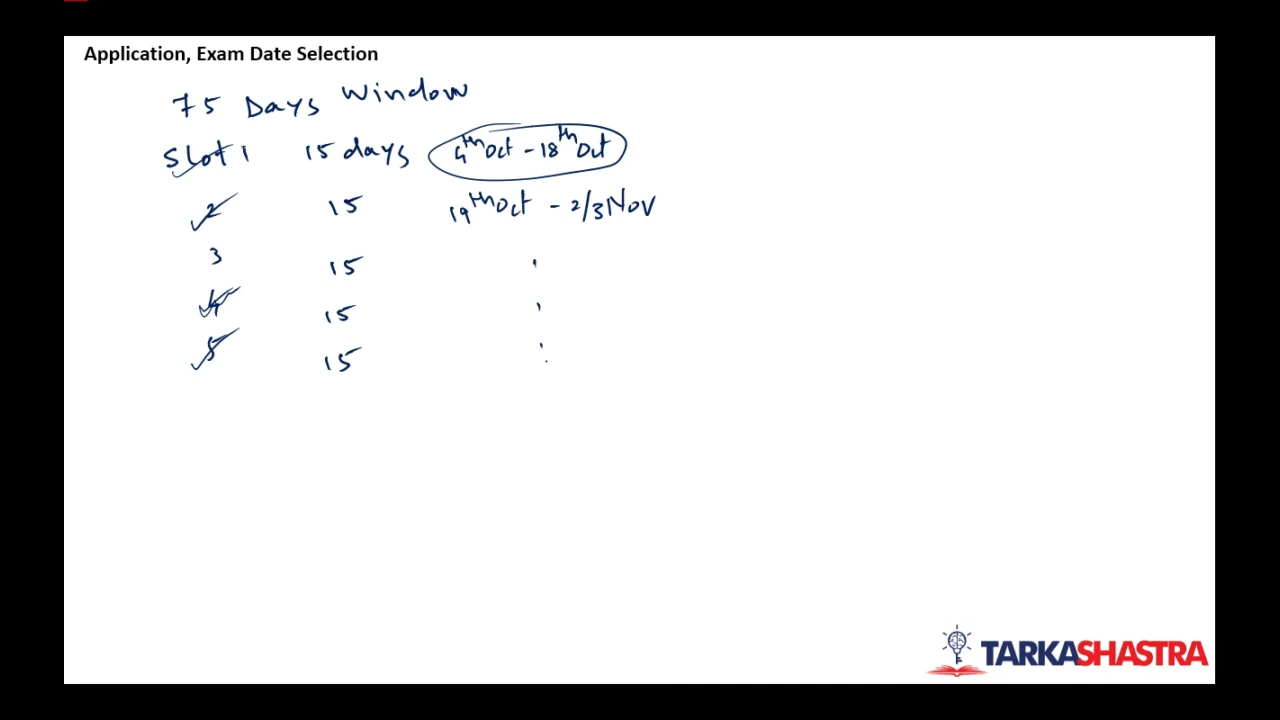 Application, Exam Date Selection
75 Days Window
Slot 1 15 days 4th Oct - 18th Oct
2 15 19th Oct - 2/3 Nov
3 15
4 15
5 15
TARKASHASTRA